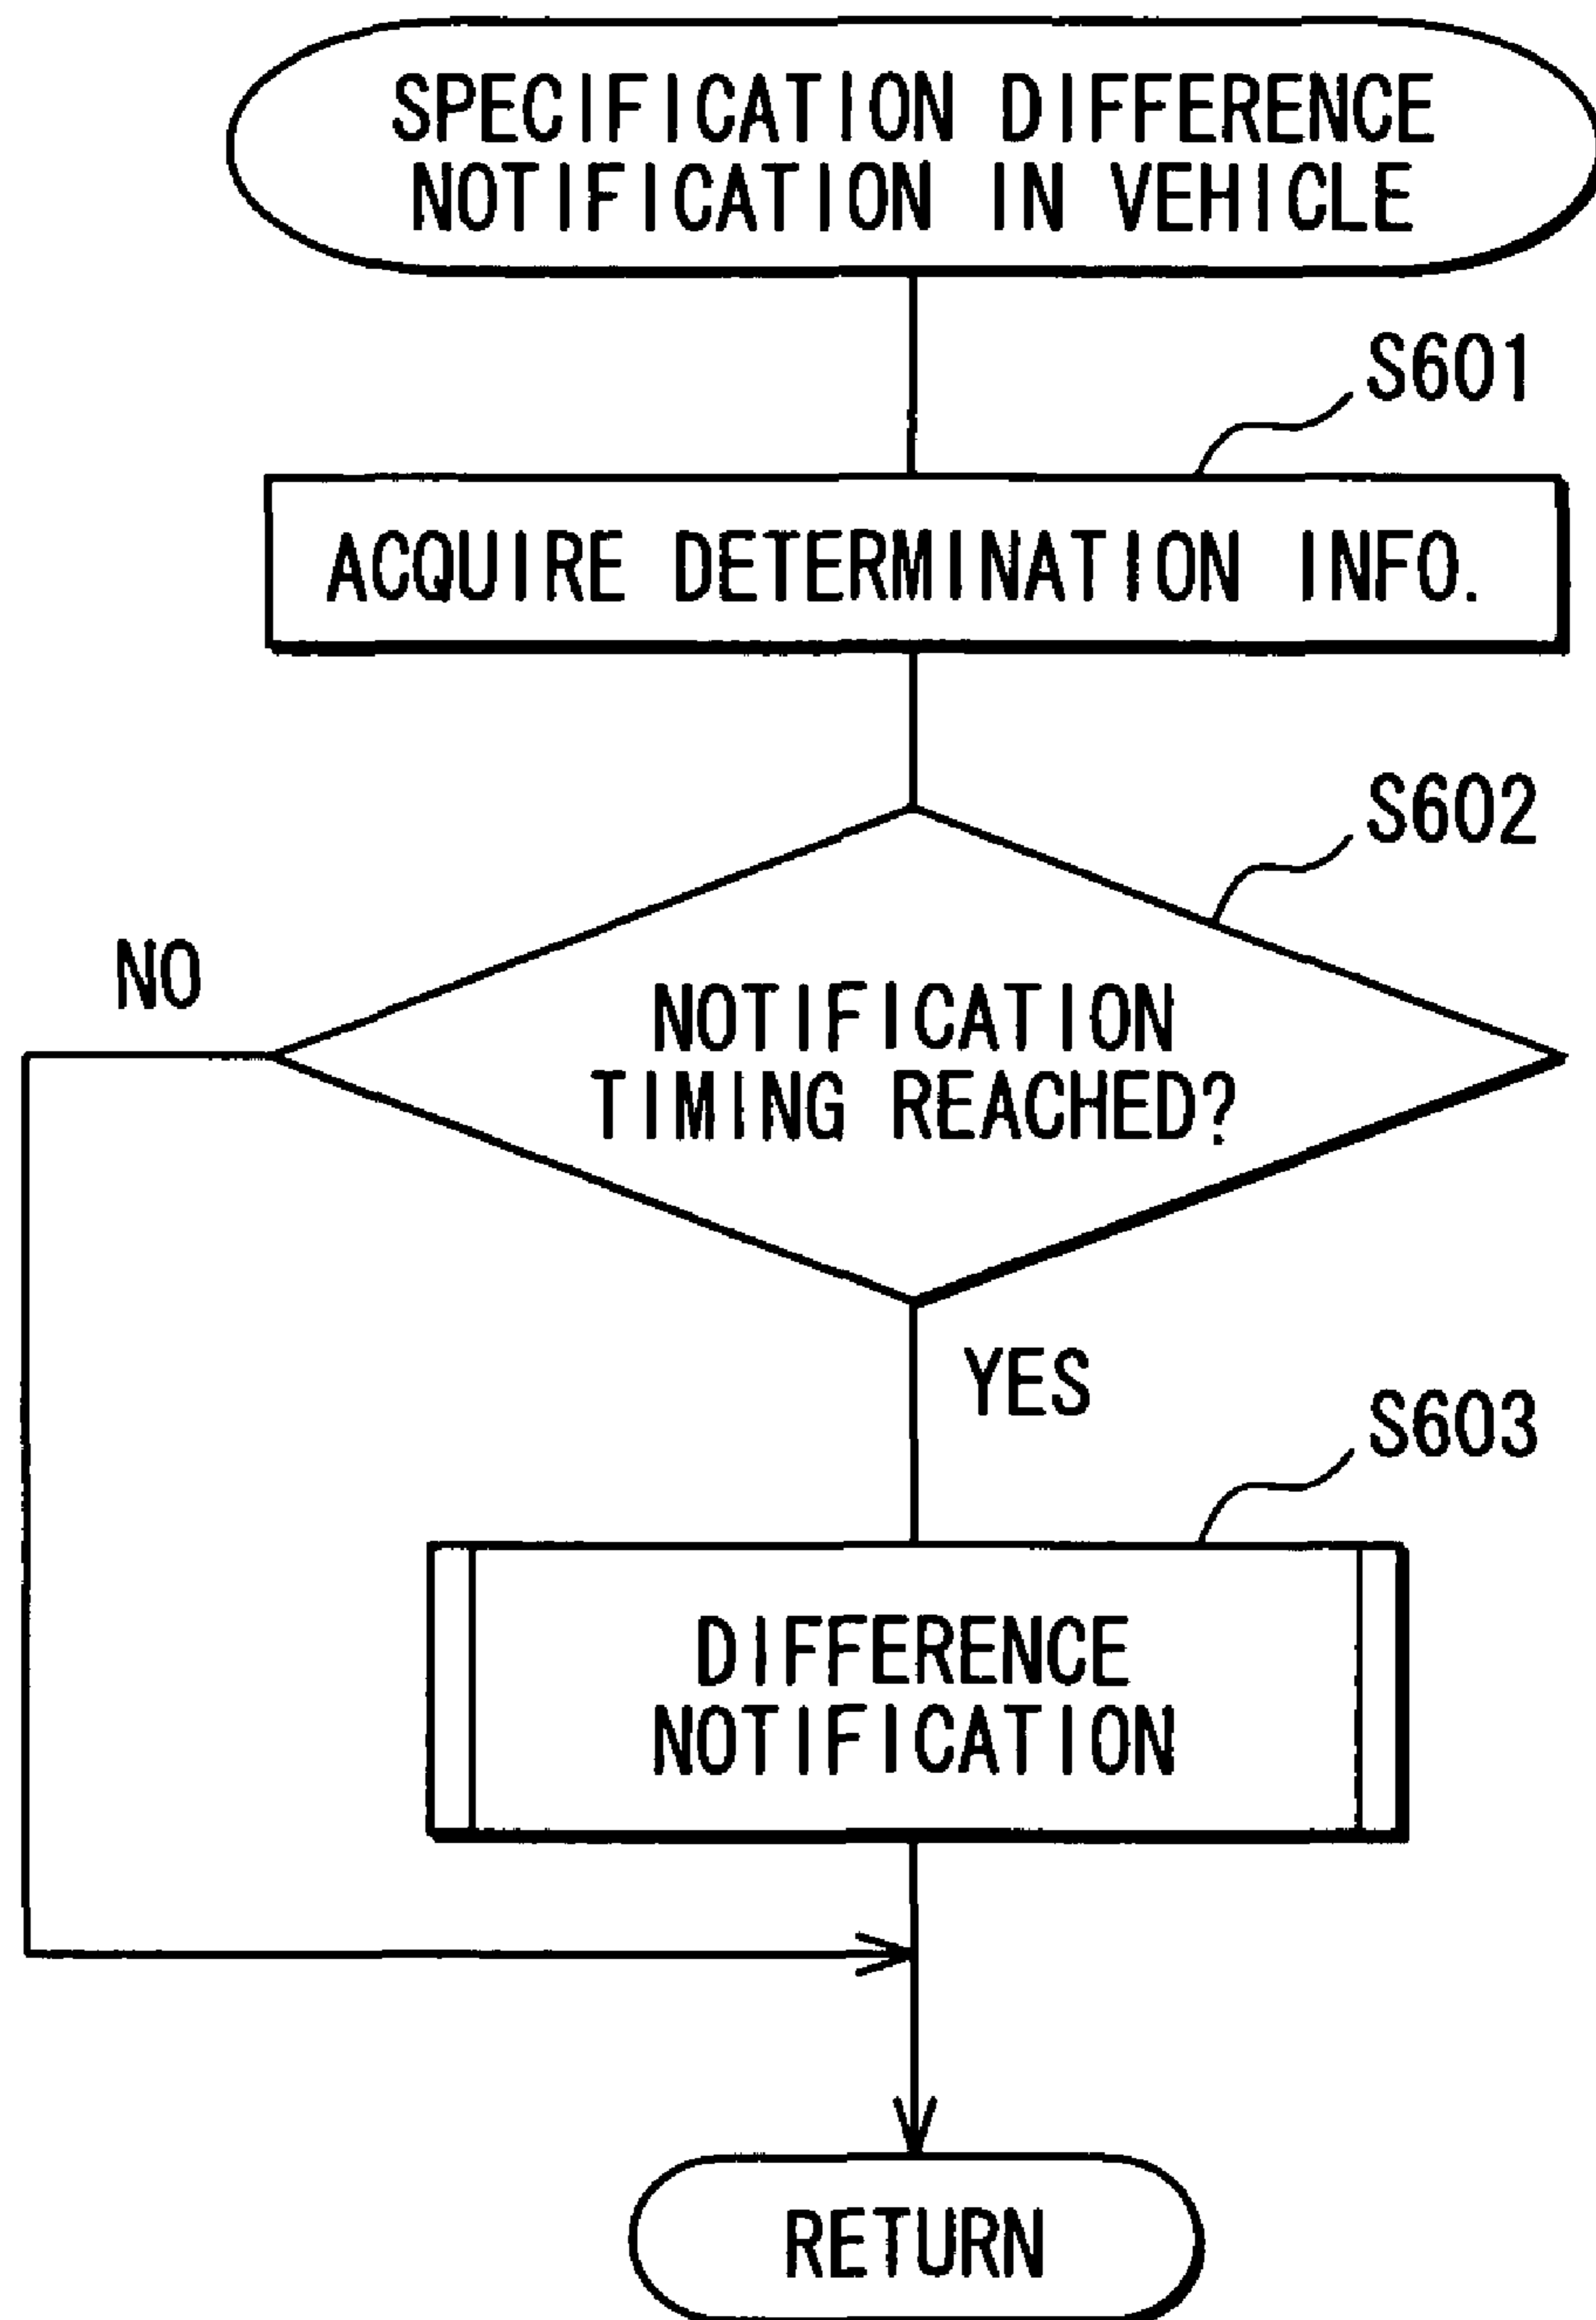 SPECIFICATION DIFFERENCE
NOTIFICATION IN VEHICLE
S601
ACQUIRE DETERMINATION INFO.
S602
NO
NOTIFICATION
TIMING REACHED?
YES
S603
DIFFERENCE
NOTIFICATION
RETURN